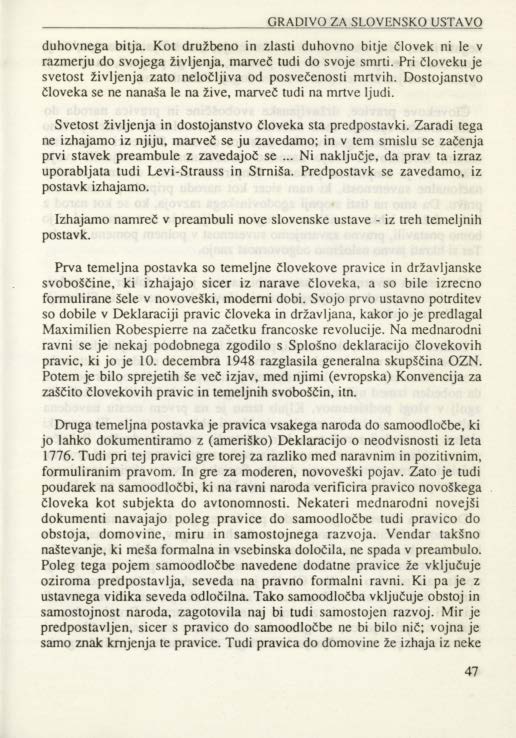 GRADIVO ZA SLOVENSKO USTAVO
duhovnega bitja. Kot družbeno in zlasti duhovno bitje človek ni le v
razmerju do svojega življenja, marveč tudi do svoje smrti. Pri človeku je
svetost življenja zato neločljiva od posvečenosti mrtvih. Dostojanstvo
človeka se ne nanaša le na žive, marveč tudi na mrtve ljudi.
Svetost življenja in dostojanstvo človeka sta predpostavki. Zaradi tega
ne izhajamo iz njiju, marveč se ju zavedamo; in v tem smislu se začenja
prvi stavek preambule z zavedajoč se ... Ni naključje, da prav ta izraz
uporabljata tudi Levi-Strauss in Strniša. Predpostavk se zavedamo, iz
postavk izhajamo.
Izhajamo namreč v preambuli nove slovenske ustave - iz treh temeljnih
postavk.
Prva temeljna postavka so temeljne človekove pravice in državljanske
svoboščine, ki izhajajo sicer iz narave človeka, a so bile izrecno
formulirane šele v novoveški, moderni dobi. Svojo prvo ustavno potrditev
so dobile v Deklaraciji pravic človeka in državljana, kakor jo je predlagal
Maximilien Robespierre na začetku francoske revolucije. Na mednarodni
ravni se je nekaj podobnega zgodilo s Splošno deklaracijo človekovih
pravic, ki jo je 10. decembra 1948 razglasila generalna skupščina OZN.
Potem je bilo sprejetih še več izjav, med njimi (evropska) Konvencija za
zaščito človekovih pravic in temeljnih svoboščin, itn.
Druga temeljna postavka je pravica vsakega naroda do samoodločbe, ki
jo lahko dokumentiramo z (ameriško) Deklaracijo o neodvisnosti iz leta
1776. Tudi pri tej pravici gre torej za razliko med naravnim in pozitivnim,
formuliranim pravom. In gre za moderen, novoveški pojav. Zato je tudi
poudarek na samoodločbi, ki na ravni naroda verificira pravico novoškega
človeka kot subjekta do avtonomnosti. Nekateri mednarodni novejši
dokumenti navajajo poleg pravice do samoodločbe tudi pravico do
obstoja, domovine, miru in samostojnega razvoja. Vendar takšno
naštevanje, ki meša formalna in vsebinska določila, ne spada v preambulo.
Poleg tega pojem samoodločbe navedene dodatne pravice že vključuje
oziroma predpostavlja, seveda na pravno formalni ravni. Ki pa je z
ustavnega vidika seveda odločilna. Tako samoodločba vključuje obstoj in
samostojnost naroda, zagotovila naj bi tudi samostojen razvoj. Mir je
predpostavljen, sicer s pravico do samoodločbe ne bi bilo nič; vojna je
samo znak krnjenja te pravice. Tudi pravica do domovine že izhaja iz neke
47